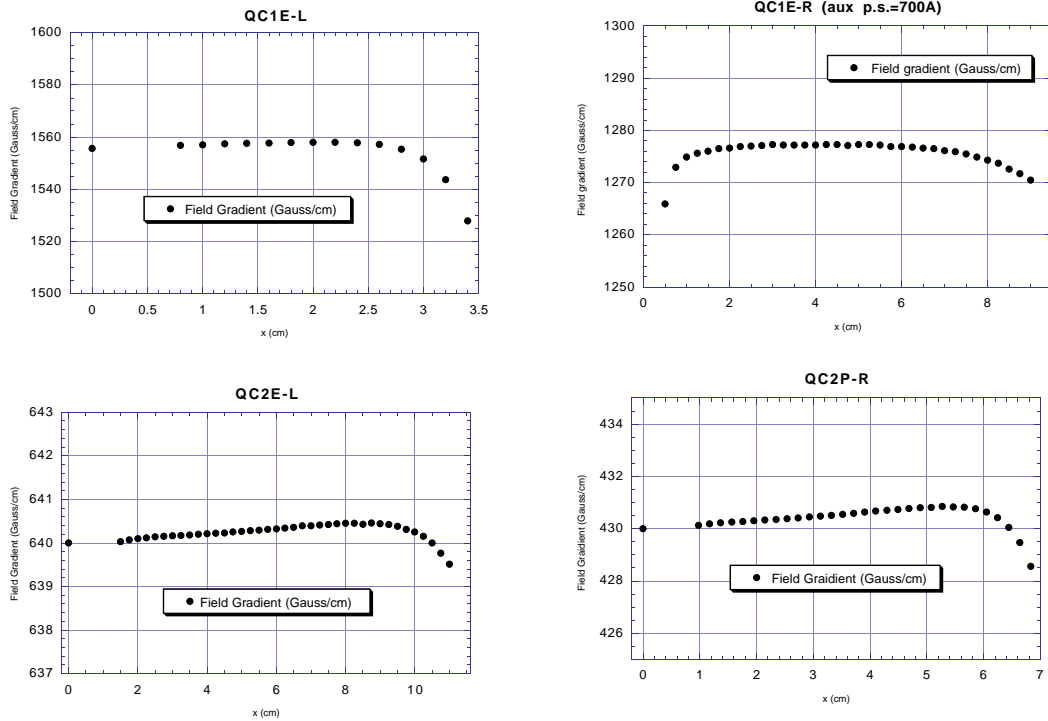 QC1E-L
1600
1580
1560
1540
1520
1500
Field Gradient (Gauss/cm)
Field Gradient (Gauss/cm)
0 0.5 1 1.5 2 2.5 3 3.5
x (cm)
QC1E-R (aux p.s.=700A)
1300
1290
1280
1270
1260
1250
Field gradient (Gauss/cm)
Field gradient (Gauss/cm)
0 2 4 6 8
x (cm)
QC2E-L
643
642
641
640
639
638
637
Field Gradient (Gauss/cm)
Field Gradient (Gauss/cm)
0 2 4 6 8 10
x (cm)
QC2P-R
434
432
430
428
426
Field Graidient (Gauss/cm)
Field Graidient (Gauss/cm)
0 1 2 3 4 5 6 7
x (cm)